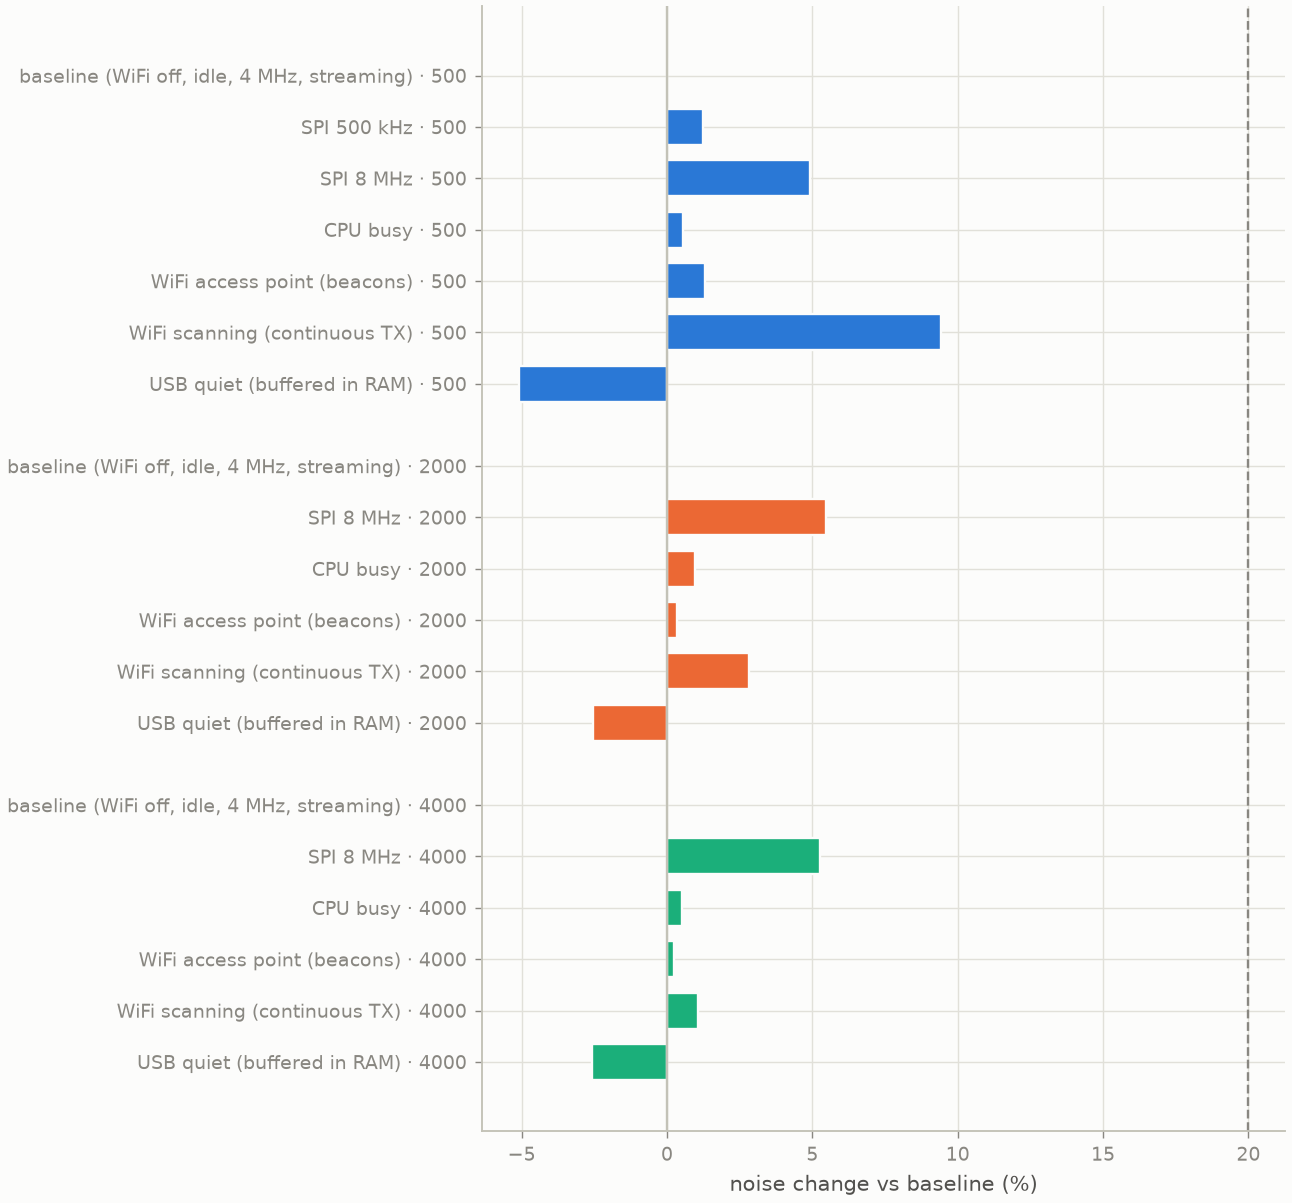 baseline (WiFi off, idle, 4 MHz, streaming) · 500
SPI 500 kHz · 500
SPI 8 MHz · 500
CPU busy · 500
WiFi access point (beacons) · 500
WiFi scanning (continuous TX) · 500
USB quiet (buffered in RAM) · 500
baseline (WiFi off, idle, 4 MHz, streaming) · 2000
SPI 8 MHz · 2000
CPU busy · 2000
WiFi access point (beacons) · 2000
WiFi scanning (continuous TX) · 2000
USB quiet (buffered in RAM) · 2000
baseline (WiFi off, idle, 4 MHz, streaming) · 4000
SPI 8 MHz · 4000
CPU busy · 4000
WiFi access point (beacons) · 4000
WiFi scanning (continuous TX) · 4000
USB quiet (buffered in RAM) · 4000
−5 0 5 10 15 20
noise change vs baseline (%)